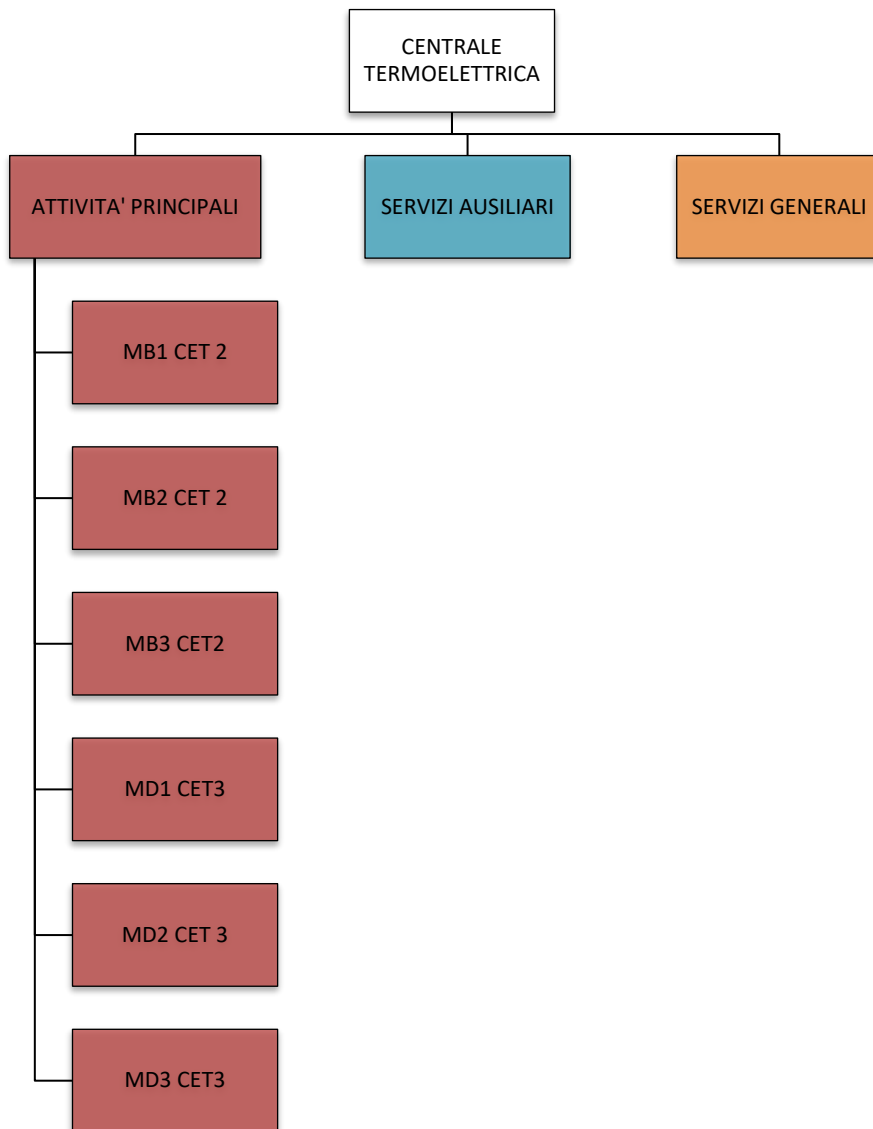 CENTRALE
TERMOELETTRICA
ATTIVITA' PRINCIPALI
SERVIZI AUSILIARI
SERVIZI GENERALI
MB1 CET 2
MB2 CET 2
MB3 CET2
MD1 CET3
MD2 CET 3
MD3 CET3